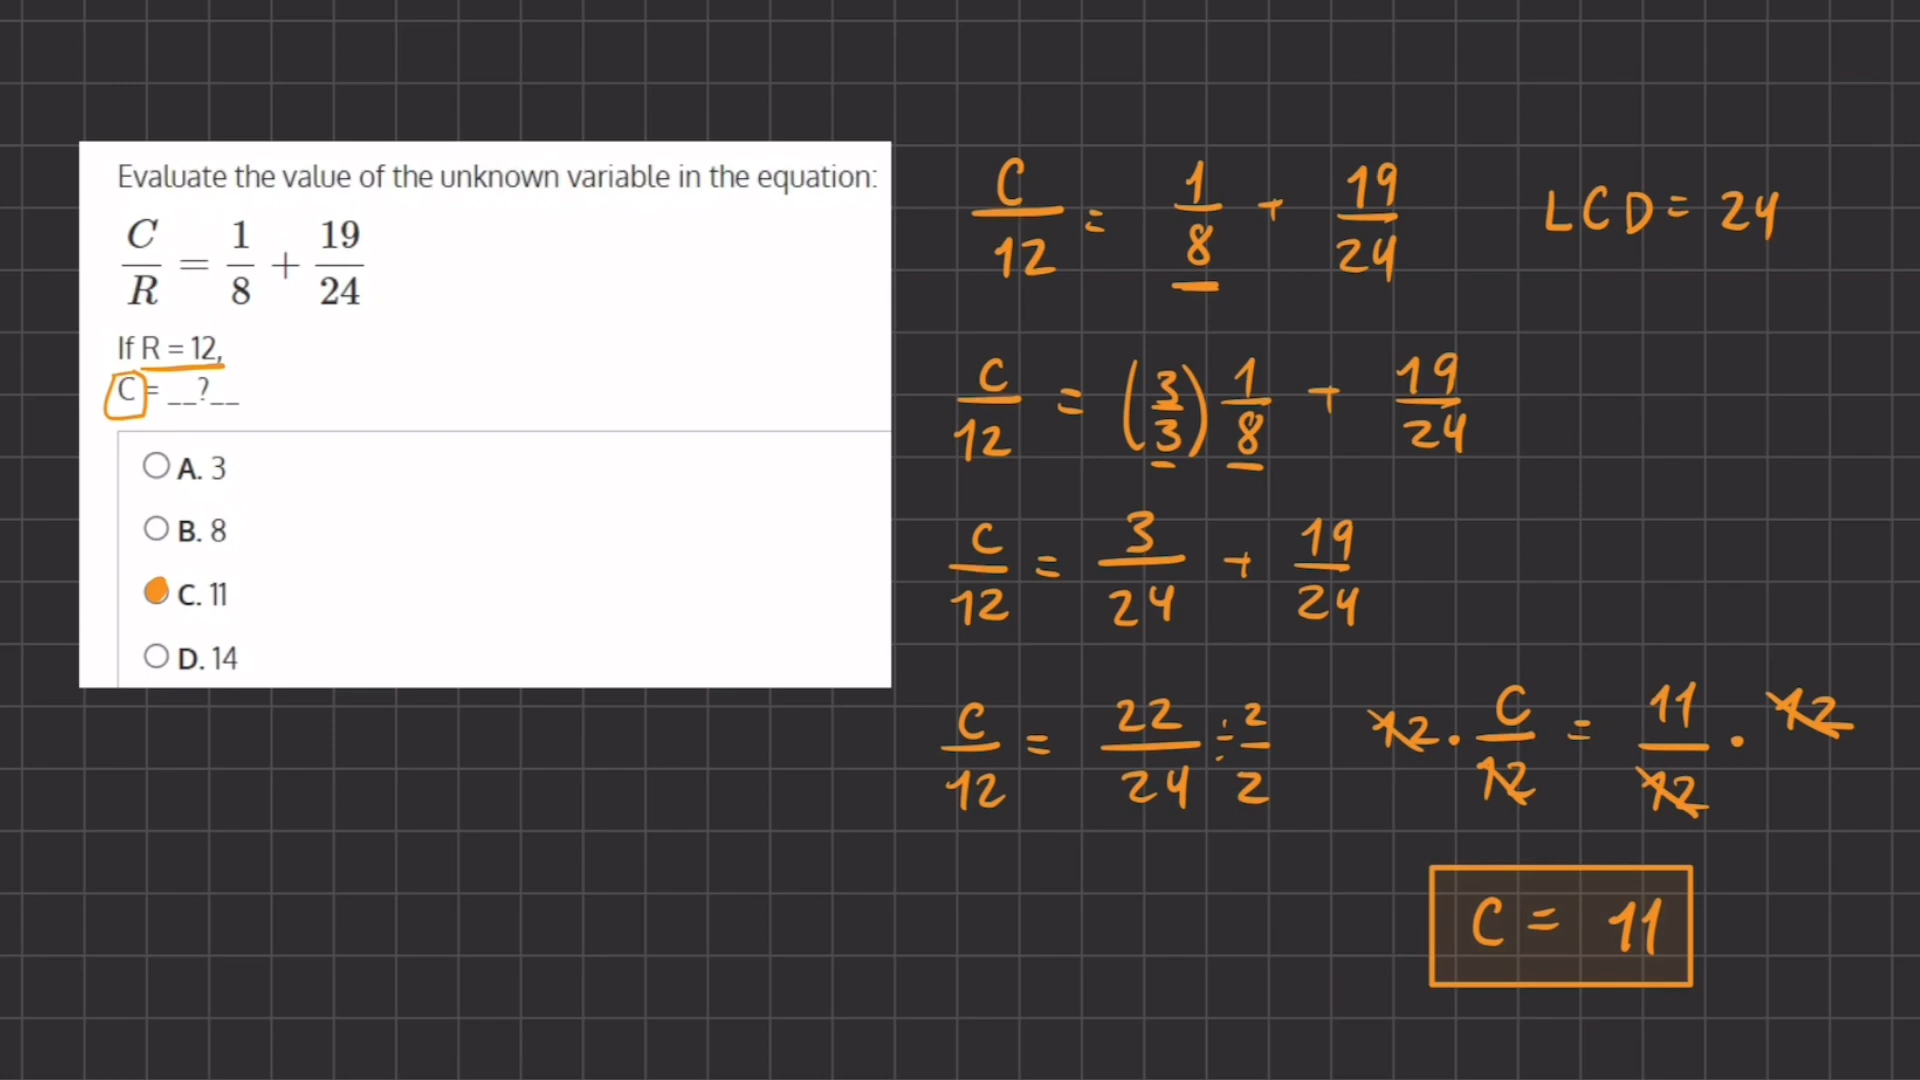 Evaluate the value of the unknown variable in the equation:
C/R = 1/8 + 19/24
If R = 12,
C = __?__
A. 3
B. 8
C. 11
D. 14
C/12 = 1/8 + 19/24 LCD = 24
C/12 = (3/3) 1/8 + 19/24
C/12 = 3/24 + 19/24
C/12 = 22/24 ÷ 2/2 12 · C/12 = 11/12 · 12
C = 11